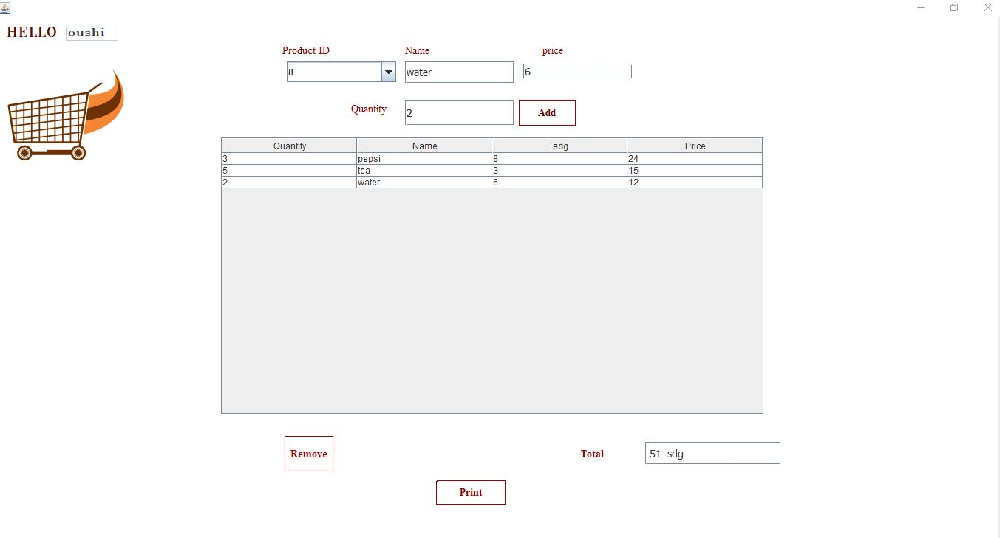 HELLO oushi
Product ID Name price
8 water 6
Quantity 2 Add
Quantity Name sdg Price
3 pepsi 8 24
5 tea 3 15
2 water 6 12
Remove Total 51 sdg
Print